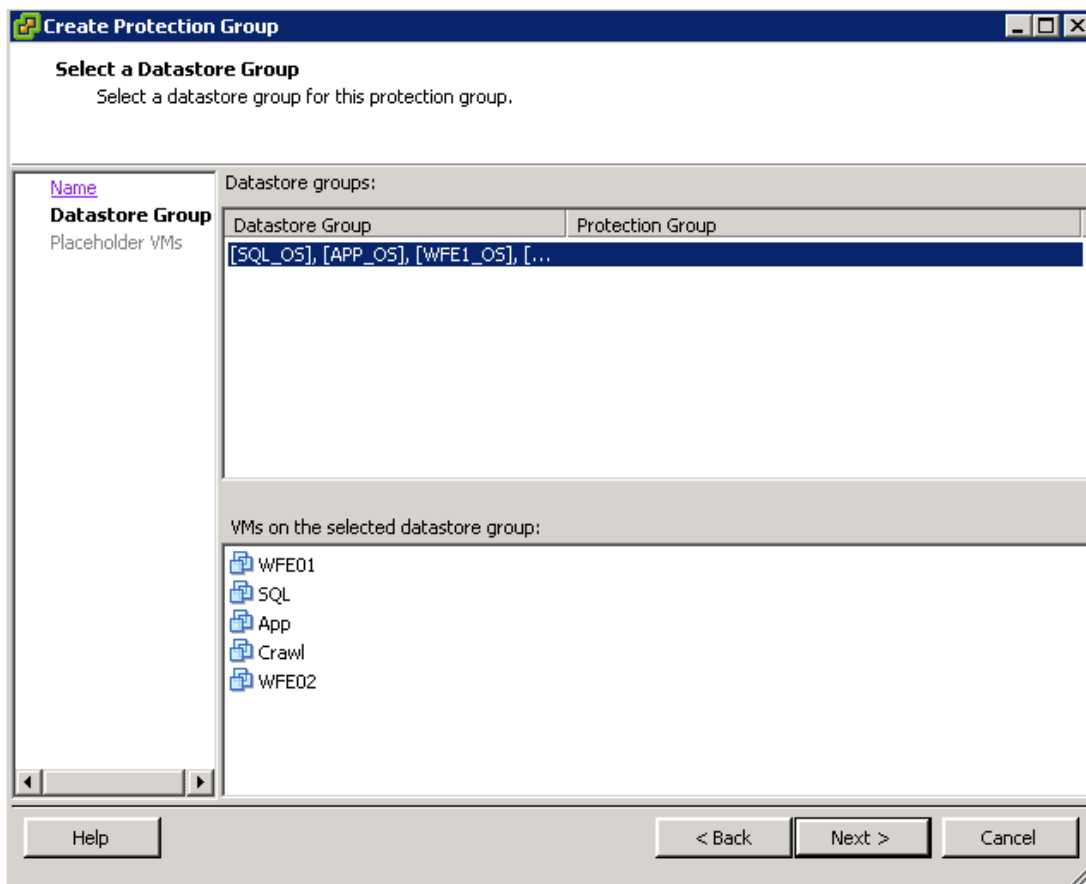 Create Protection Group
Select a Datastore Group
Select a datastore group for this protection group.
Name
Datastore Group
Placeholder VMs
Datastore groups:
Datastore Group Protection Group
[SQL_OS], [APP_OS], [WFE1_OS], [...
VMs on the selected datastore group:
WFE01
SQL
App
Crawl
WFE02
Help < Back Next > Cancel